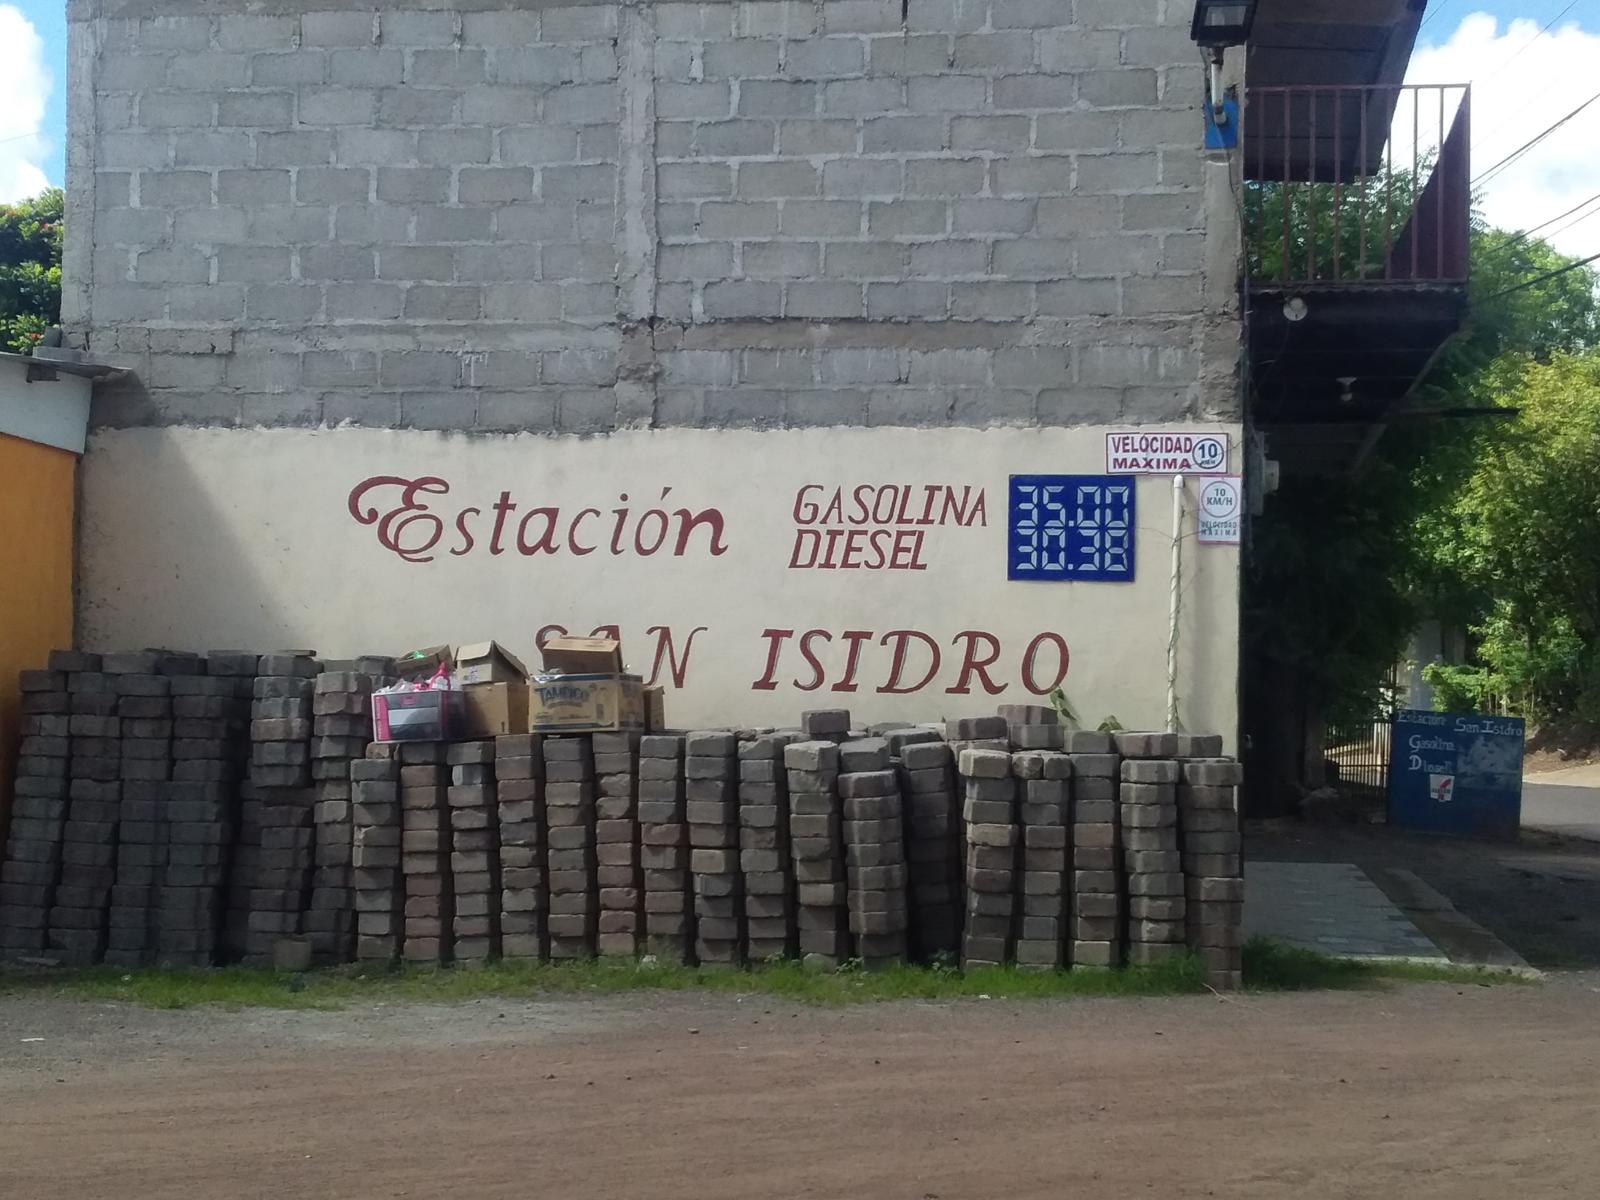 VELOCIDAD 10 KM/H
MAXIMA
Estación GASOLINA 35.00
DIESEL 30.38
10
KM/H
VELOCIDAD
MAXIMA
SAN ISIDRO
TAMPICO
Estación San Isidro
Gasolina
Diesel